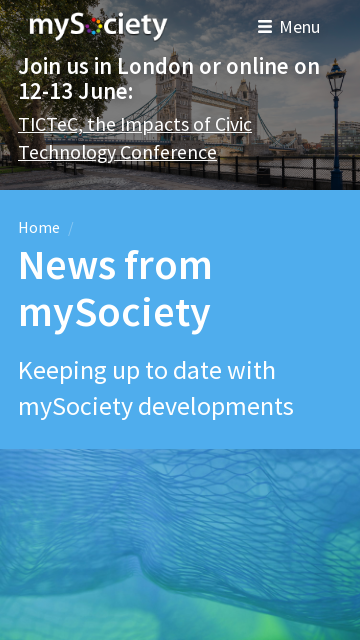 mySociety
Menu
Join us in London or online on
12-13 June:
TICTeC, the Impacts of Civic
Technology Conference
Home /
News from
mySociety
Keeping up to date with
mySociety developments